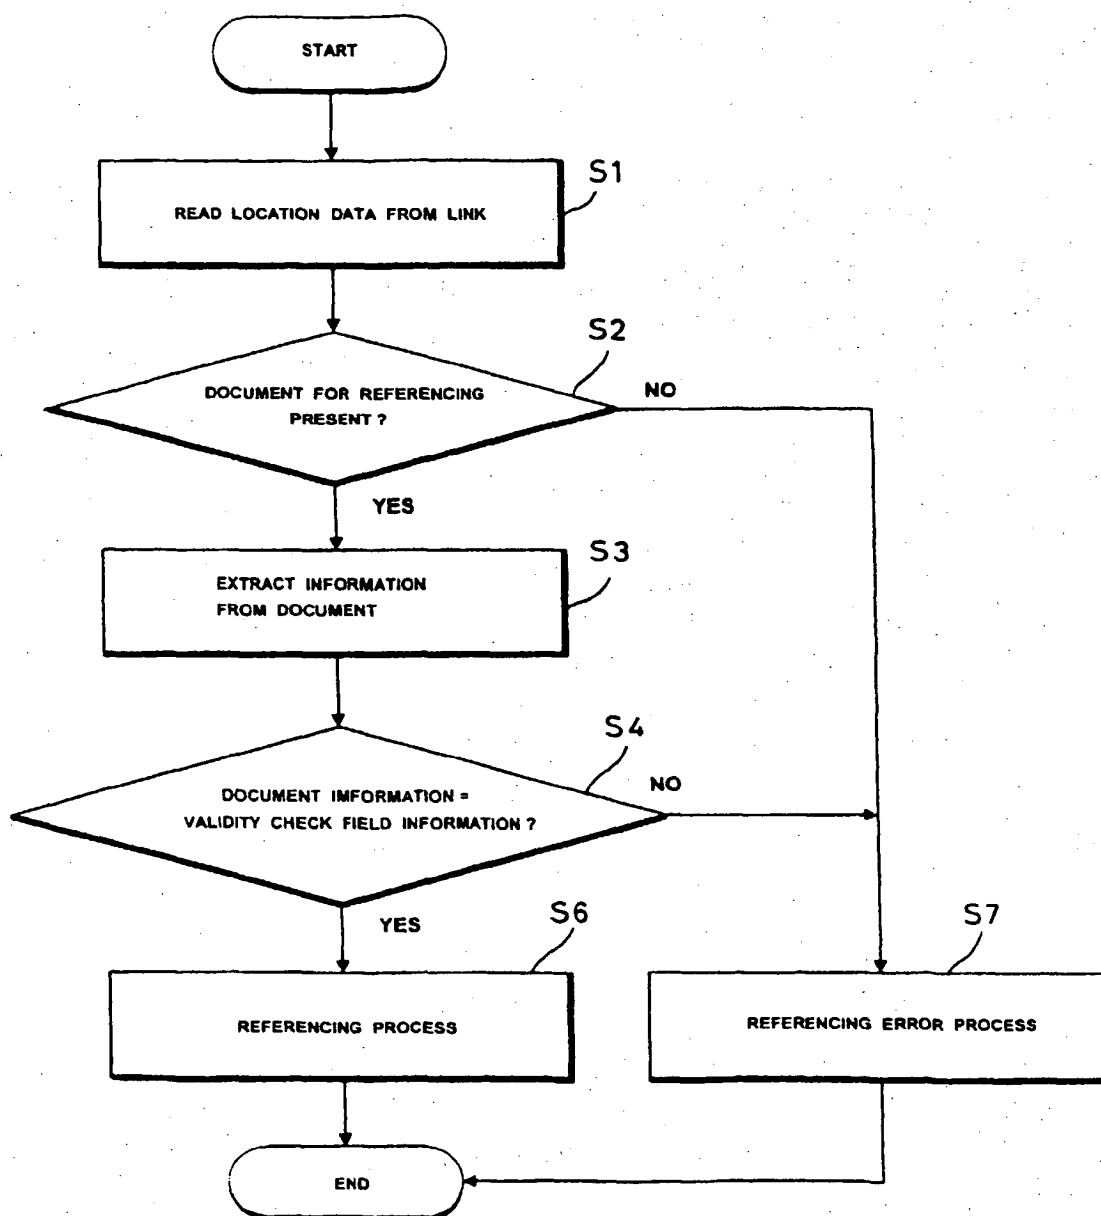 START
S1
READ LOCATION DATA FROM LINK
S2
DOCUMENT FOR REFERENCING
PRESENT ?
NO
YES
S3
EXTRACT INFORMATION
FROM DOCUMENT
S4
DOCUMENT IMFORMATION =
VALIDITY CHECK FIELD INFORMATION ?
NO
YES
S6
S7
REFERENCING PROCESS
REFERENCING ERROR PROCESS
END